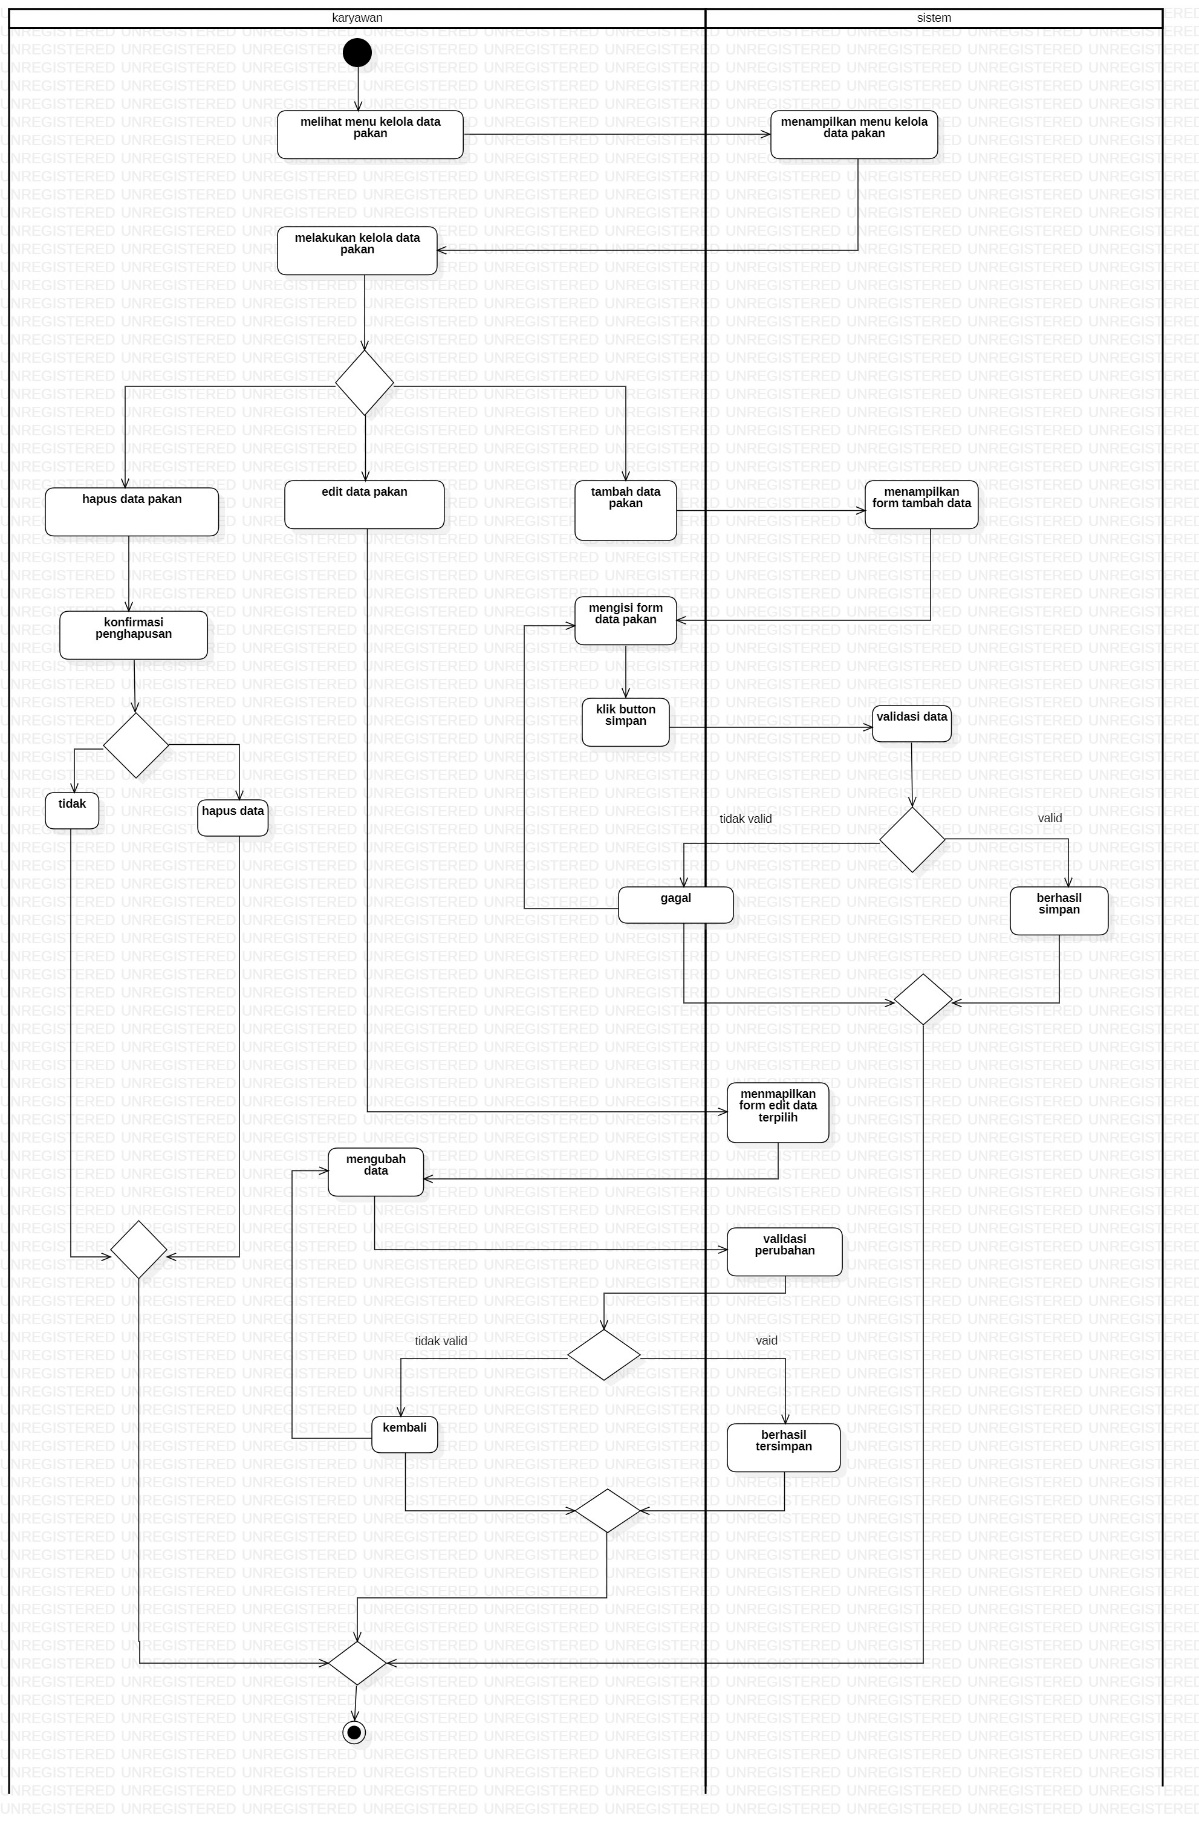 karyawan
sistem
melihat menu kelola data
pakan
menampilkan menu kelola
data pakan
melakukan kelola data
pakan
hapus data pakan
edit data pakan
tambah data
pakan
menampilkan
form tambah data
konfirmasi
penghapusan
mengisi form
data pakan
klik button
simpan
validasi data
tidak
hapus data
tidak valid
valid
gagal
berhasil
simpan
menmapilkan
form edit data
terpilih
mengubah
data
validasi
perubahan
tidak valid
vaid
kembali
berhasil
tersimpan
UNREGISTERED